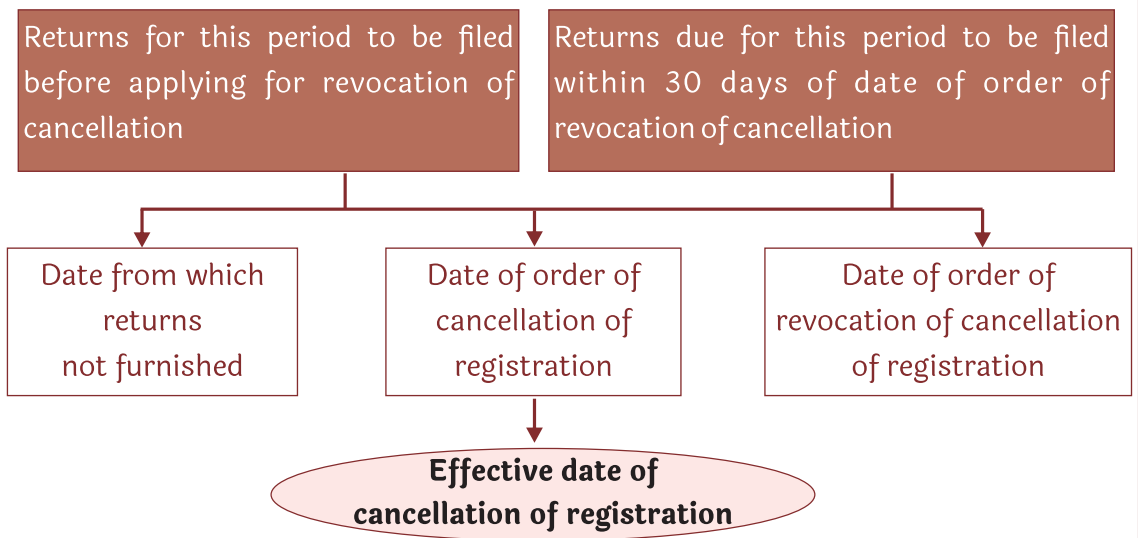 Returns for this period to be filed
before applying for revocation of
cancellation
Returns due for this period to be filed
within 30 days of date of order of
revocation of cancellation
Date from which
returns
not furnished
Date of order of
cancellation of
registration
Date of order of
revocation of cancellation
of registration
Effective date of
cancellation of registration